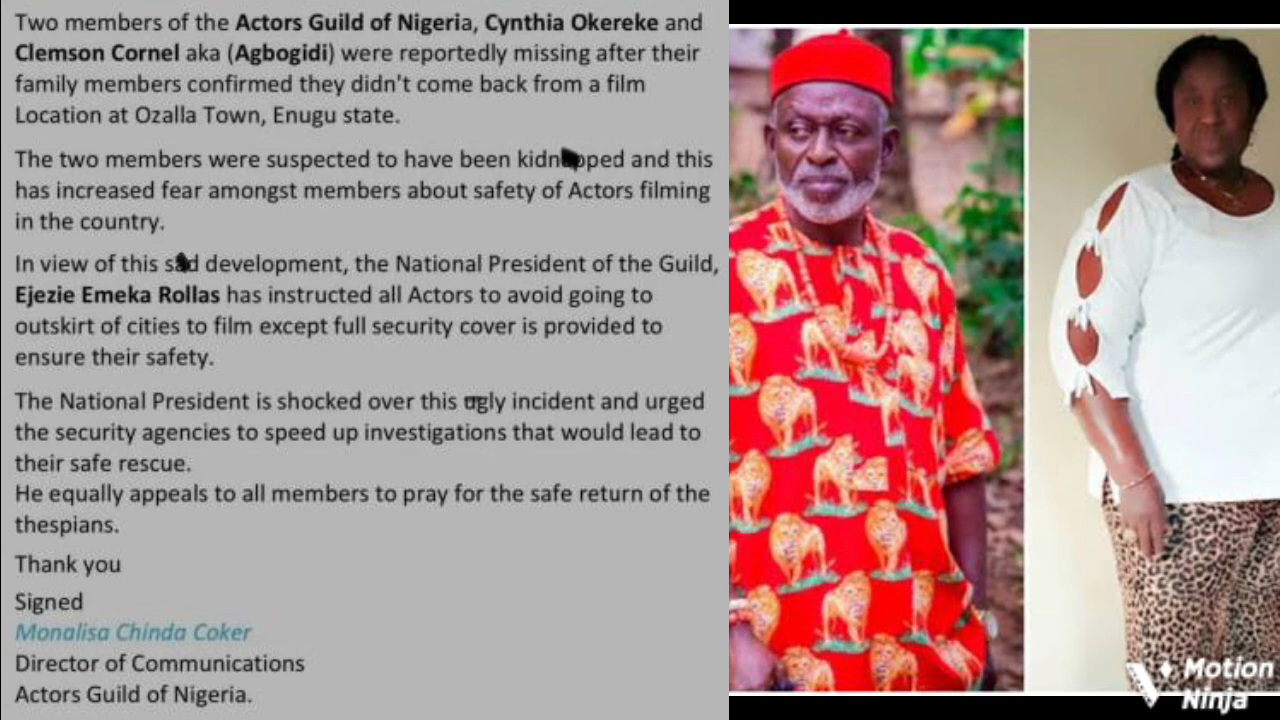 Two members of the Actors Guild of Nigeria, Cynthia Okereke and
Clemson Cornel aka (Agbogidi) were reportedly missing after their
family members confirmed they didn't come back from a film
Location at Ozalla Town, Enugu state.
The two members were suspected to have been kidnapped and this
has increased fear amongst members about safety of Actors filming
in the country.
In view of this sad development, the National President of the Guild,
Ejezie Emeka Rollas has instructed all Actors to avoid going to
outskirt of cities to film except full security cover is provided to
ensure their safety.
The National President is shocked over this ugly incident and urged
the security agencies to speed up investigations that would lead to
their safe rescue.
He equally appeals to all members to pray for the safe return of the
thespians.
Thank you
Signed
Monalisa Chinda Coker
Director of Communications
Actors Guild of Nigeria.
Motion
Ninja